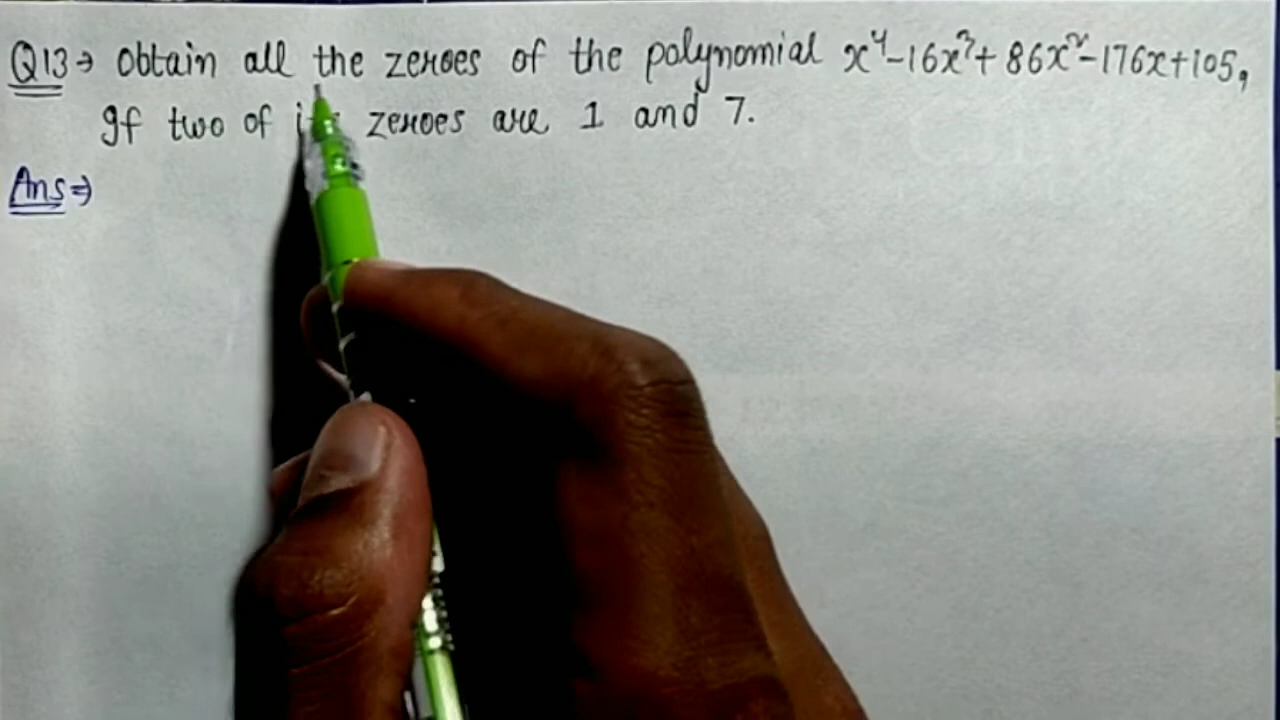 Q13→ Obtain all the zeroes of the polynomial x⁴-16x³+86x²-176x+105,
If two of its zeroes are 1 and 7.
Ans⇒